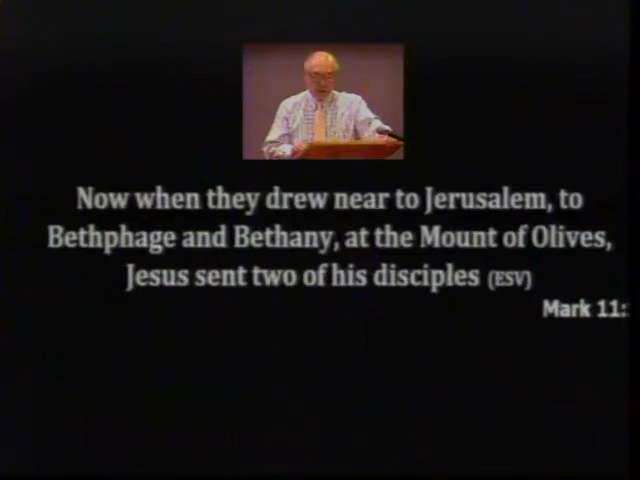 Now when they drew near to Jerusalem, to
Bethphage and Bethany, at the Mount of Olives,
Jesus sent two of his disciples (ESV)
Mark 11: